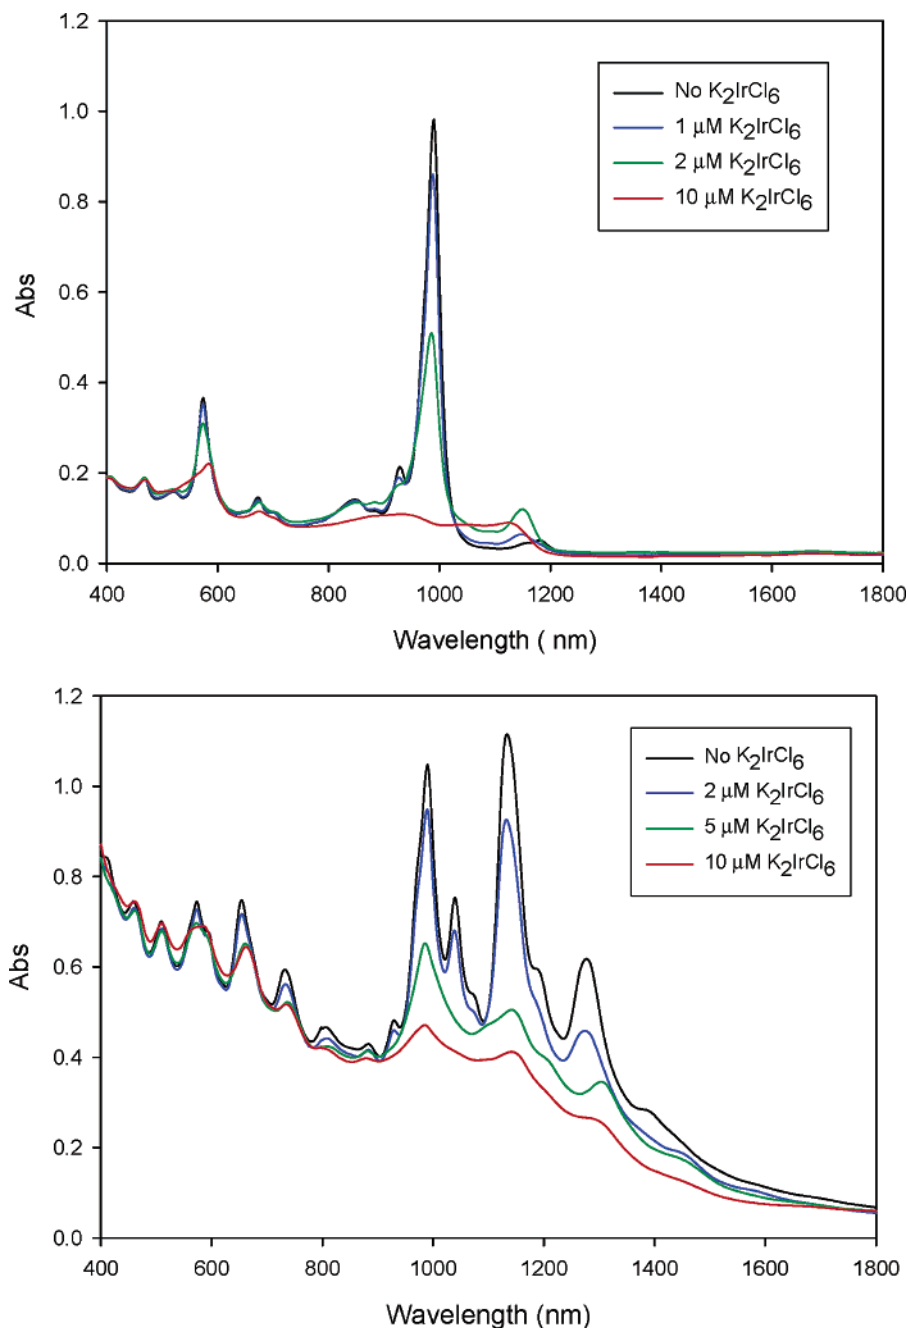 1.2
1.0
0.8
0.6
0.4
0.2
0.0
Abs
No K2IrCl6
1 μM K2IrCl6
2 μM K2IrCl6
10 μM K2IrCl6
400 600 800 1000 1200 1400 1600 1800
Wavelength ( nm)
1.2
1.0
0.8
0.6
0.4
0.2
0.0
Abs
No K2IrCl6
2 μM K2IrCl6
5 μM K2IrCl6
10 μM K2IrCl6
400 600 800 1000 1200 1400 1600 1800
Wavelength (nm)